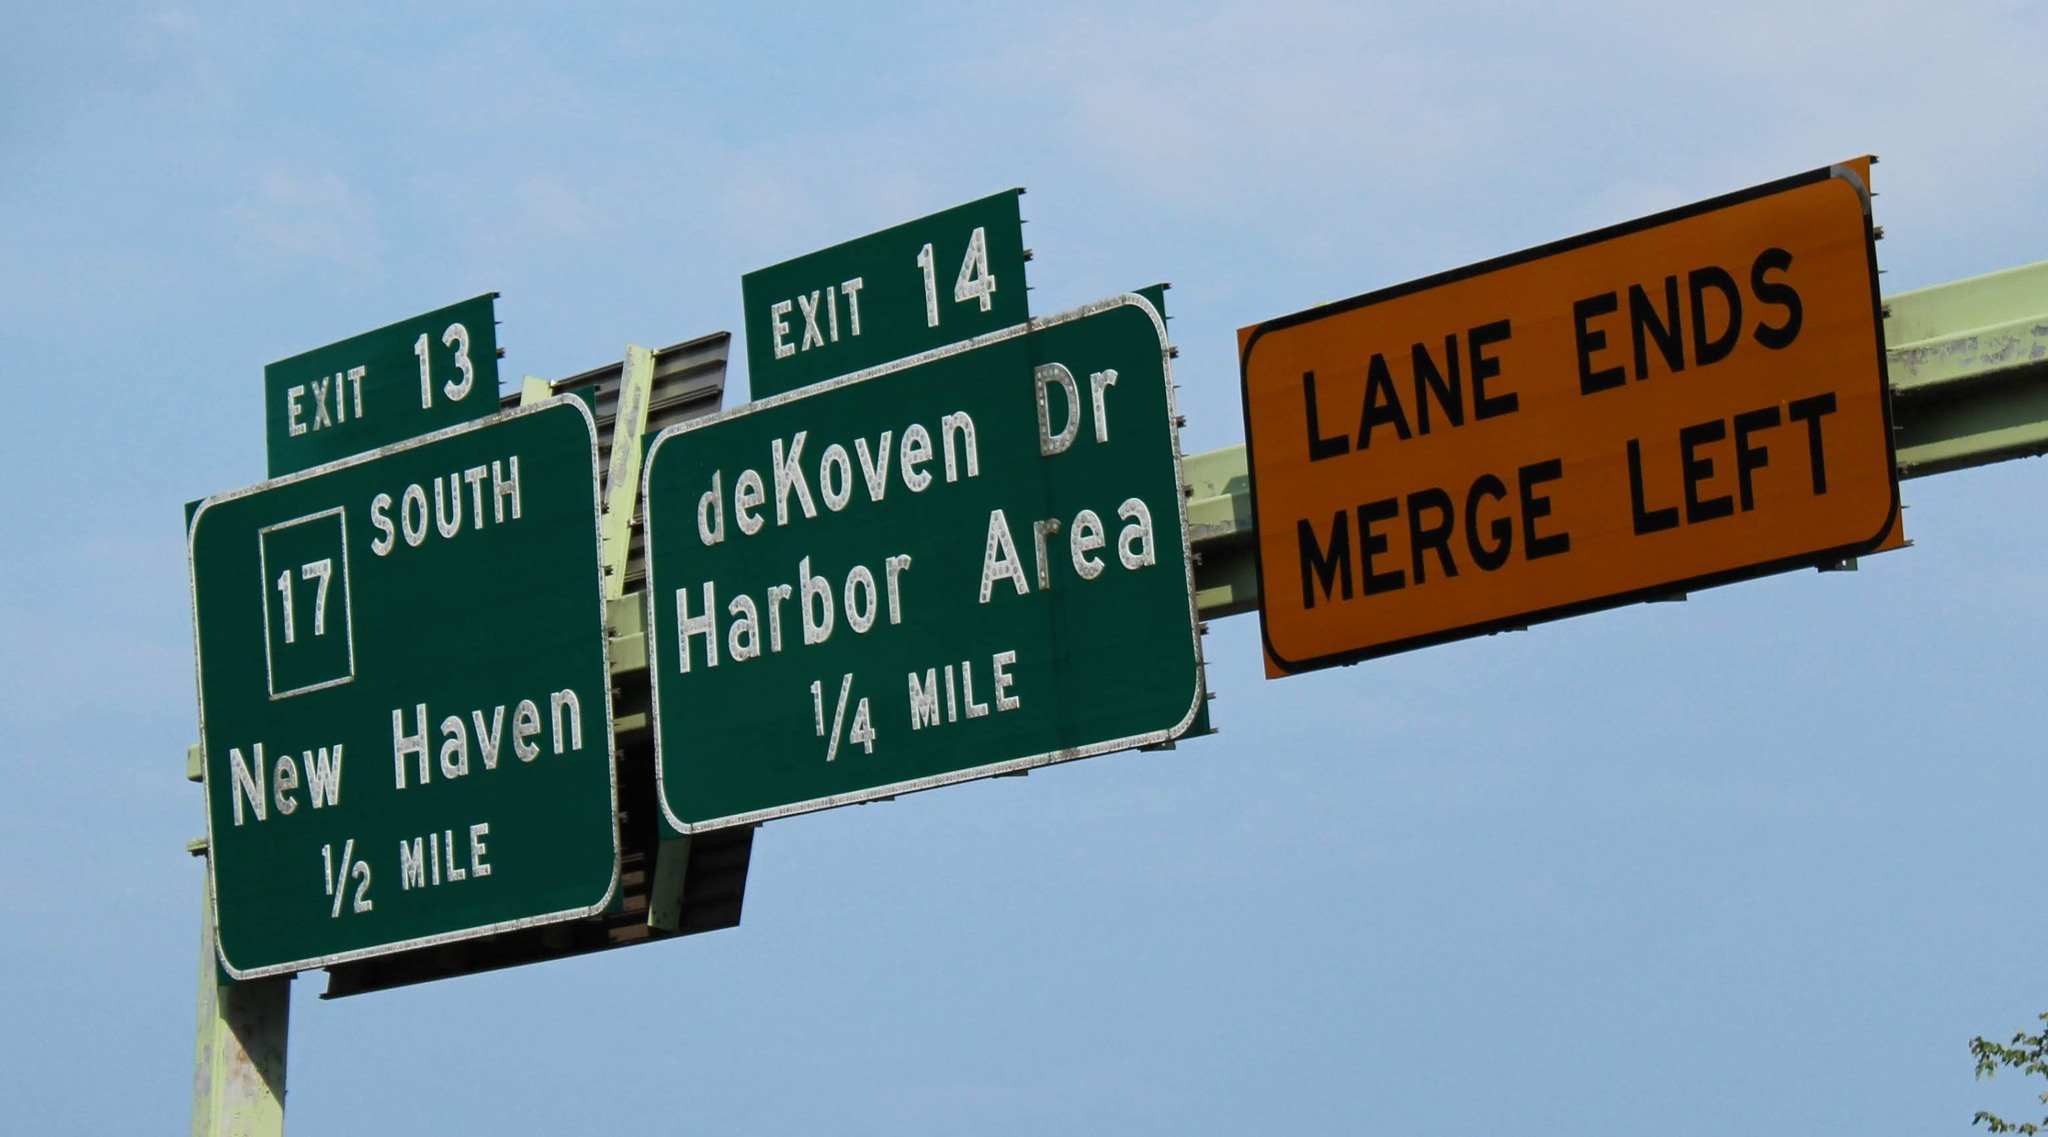 EXIT 13
17 SOUTH
New Haven
1/2 MILE
EXIT 14
deKoven Dr
Harbor Area
1/4 MILE
LANE ENDS
MERGE LEFT